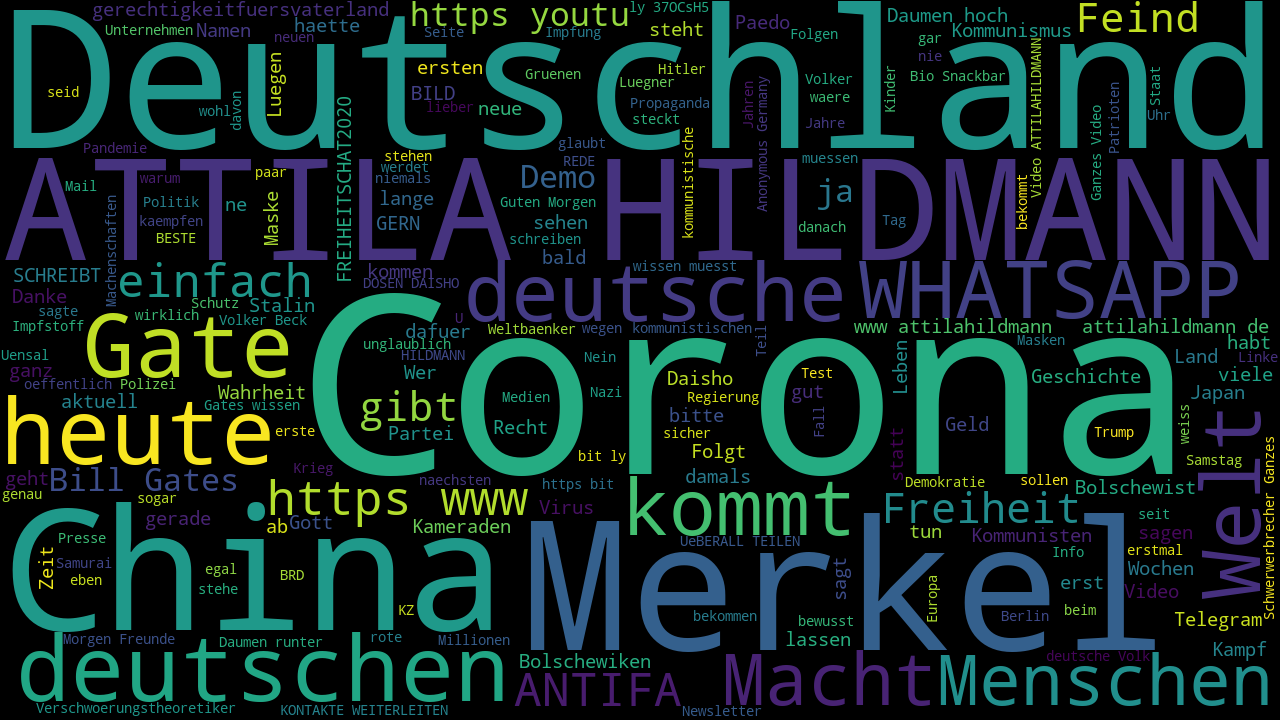 gerechtigkeitfuersvaterland
https youtu
ly 37OCsH5
Daumen hoch
Feind
Unternehmen
Namen
haette
Seite
Impfung
steht
Paedo
Folgen
Kommunismus
neuen
Deutschland
seid
Luegen
ersten
Gruenen
Hitler
Luegner
gar
nie
Bio Snackbar
BILD
wohl
davon
lieber
neue
Propaganda
steckt
Jahren
Volker
waere
Jahre
Kinder
Staat
Uhr
Patrioten
Pandemie
FREIHEITSCHAT2020
glaubt
kommunistische
Anonymous Germany
Video ATTILAHILDMANN
Ganzes Video
stehen
werdet
REDE
muessen
ATTILA HILDMANN
Mail
warum
paar
niemals
Demo
ja
bekommt
Politik
ne
Maske
lange
Guten Morgen
kaempfen
GERN
sehen
Tag
BESTE
schreiben
danach
Machenschaften
bald
SCHREIBT
einfach
kommen
DOSEN DAISHO
deutsche
wissen muesst
WHATSAPP
Danke
sagte
Schutz
Stalin
u
Impfstoff
wirklich
Volker Beck
dafuer
Weltbaenker
wegen kommunistischen
Teil
www attilahildmann
attilahildmann de
Uensal
Gate
unglaublich
HILDMANN
Nein
Masken
habt
ganz
Wer
Corona
Land
Linke
oeffentlich
Polizei
Wahrheit
Daisho
Test
Leben
Geschichte
viele
aktuell
Gates wissen
gibt
Medien
Nazi
Regierung
gut
Japan
heute
erste
Partei
Recht
bitte
sicher
Fall
Geld
Trump
weiss
Welt
Folgt
statt
Samstag
geht
Bill Gates
Krieg
bit ly
damals
Schwerwerbrecher Ganzes
genau
sogar
naechsten
https bit
Demokratie
sollen
Bolschewist
China
https www
kommt
Freiheit
gerade
ab
Gott
Kameraden
Virus
tun
Kommunisten
seit
sagen
Presse
UeBERALL TEILEN
Merkel
Info
erstmal
Zeit
Samurai
eben
egal
stehe
BRD
sagt
Europa
erst
Wochen
Video
KZ
bekommen
bewusst
Berlin
beim
Telegram
Morgen Freunde
Daumen runter
rote
Millionen
lassen
Kampf
deutschen
Bolschewiken
Macht
Menschen
deutsche Volk
ANTIFA
Verschwoerungstheoretiker
KONTAKTE WEITERLEITEN
Newsletter